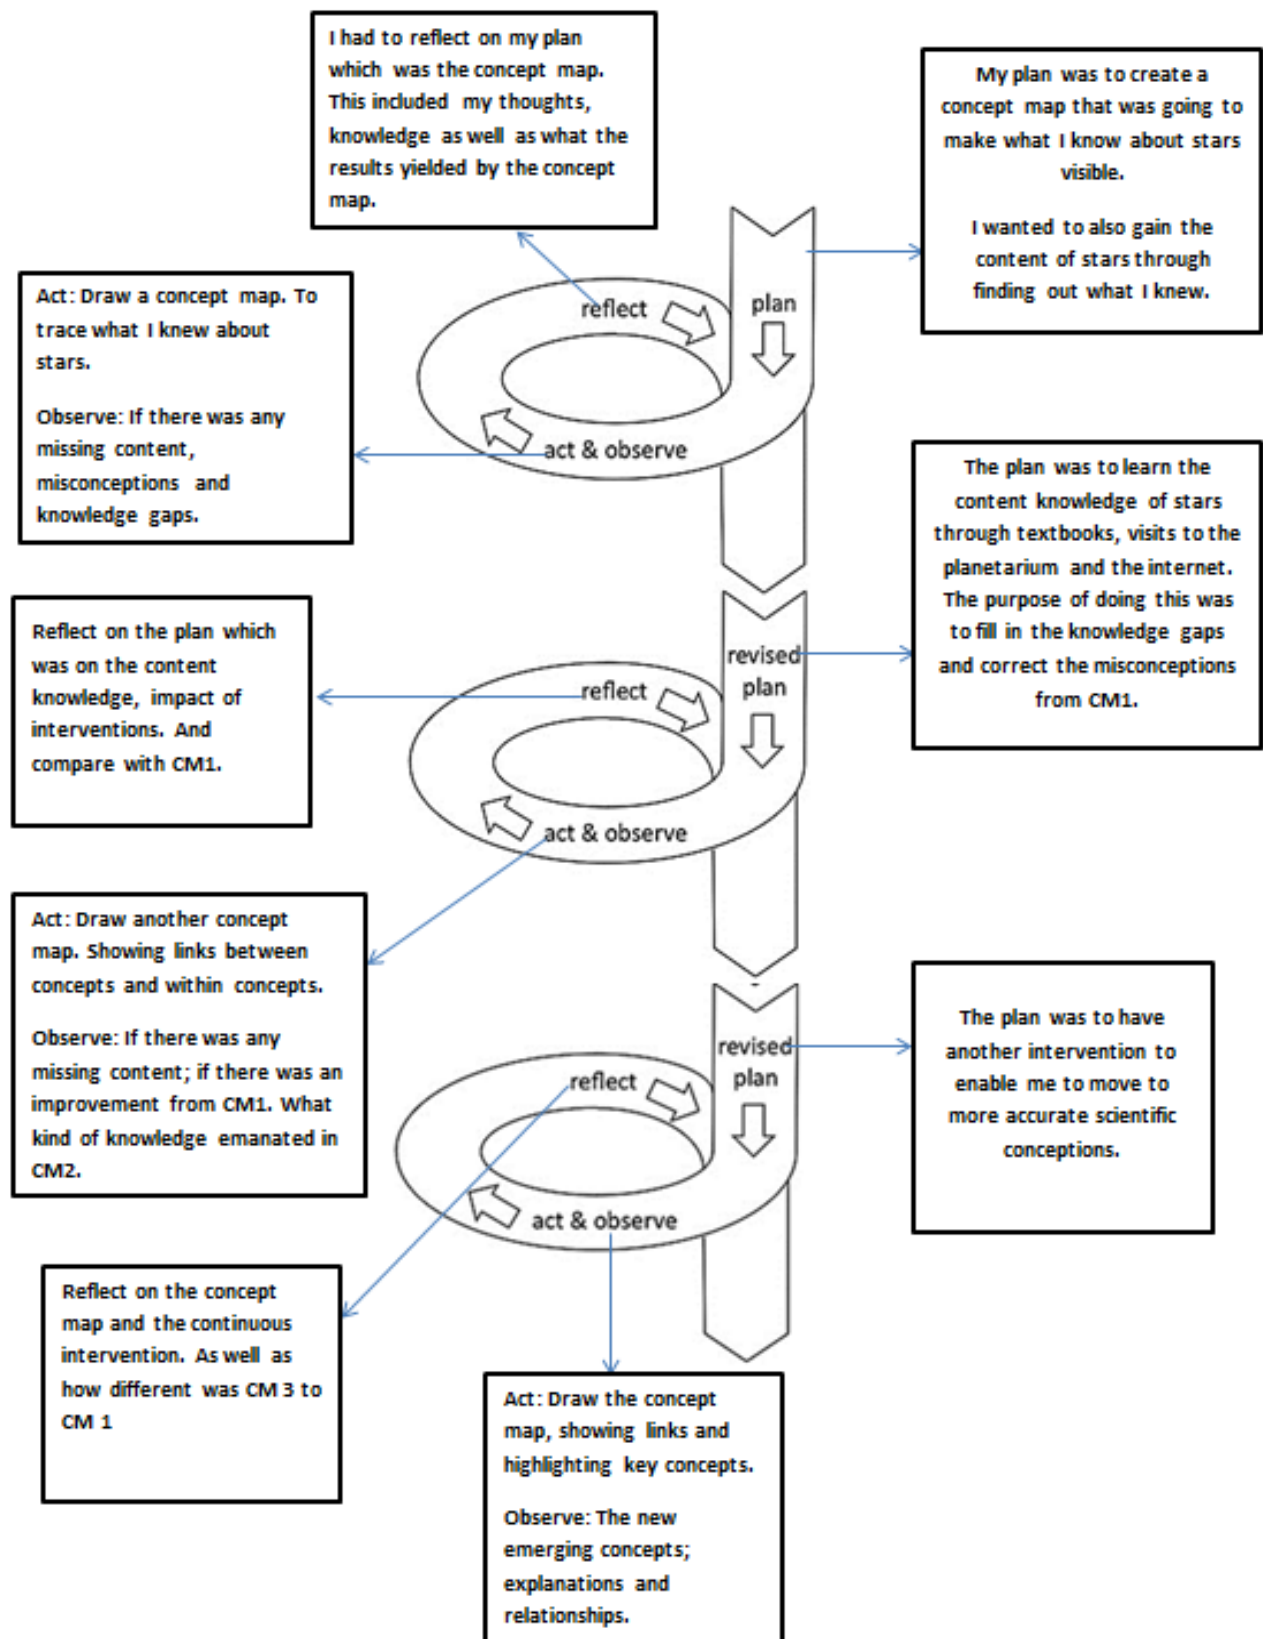 I had to reflect on my plan
which was the concept map.
This included my thoughts,
knowledge as well as what the
results yielded by the concept
map.
My plan was to create a
concept map that was going to
make what I know about stars
visible.
I wanted to also gain the
content of stars through
finding out what I knew.
reflect
plan
act & observe
Act: Draw a concept map. To
trace what I knew about
stars.
Observe: If there was any
missing content,
misconceptions and
knowledge gaps.
The plan was to learn the
content knowledge of stars
through textbooks, visits to the
planetarium and the internet.
The purpose of doing this was
to fill in the knowledge gaps
and correct the misconceptions
from CM1.
Reflect on the plan which
was on the content
knowledge, impact of
interventions. And
compare with CM1.
reflect
revised
plan
act & observe
Act: Draw another concept
map. Showing links between
concepts and within concepts.
Observe: If there was any
missing content; if there was an
improvement from CM1. What
kind of knowledge emanated in
CM2.
The plan was to have
another intervention to
enable me to move to
more accurate scientific
conceptions.
reflect
revised
plan
act & observe
Reflect on the concept
map and the continuous
intervention. As well as
how different was CM 3 to
CM 1
Act: Draw the concept
map, showing links and
highlighting key concepts.
Observe: The new
emerging concepts;
explanations and
relationships.